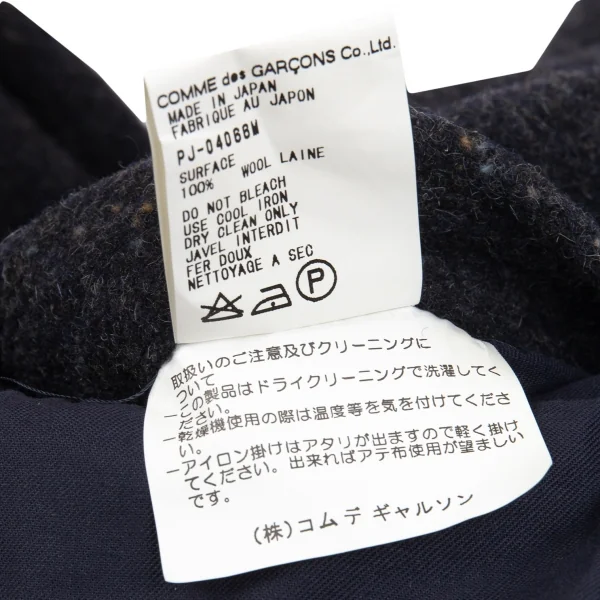 COMME des GARÇONS Co.,Ltd.
MADE IN JAPAN
FABRIQUE AU JAPON
PJ-04066M
SURFACE
100% WOOL LAINE
DO NOT BLEACH
USE COOL IRON
DRY CLEAN ONLY
JAVEL INTERDIT
FER DOUX
NETTOYAGE A SEC
P
取扱いのご注意及びクリーニングに
ついて
―この製品はドライクリーニングで洗濯してく
ださい。
―乾燥機使用の際は温度等を気を付けてくださ
い。
―アイロン掛けはアタリが出ますので軽く掛け
てください。出来ればアテ布使用が望ましい
です。
(株)コム デ ギャルソン